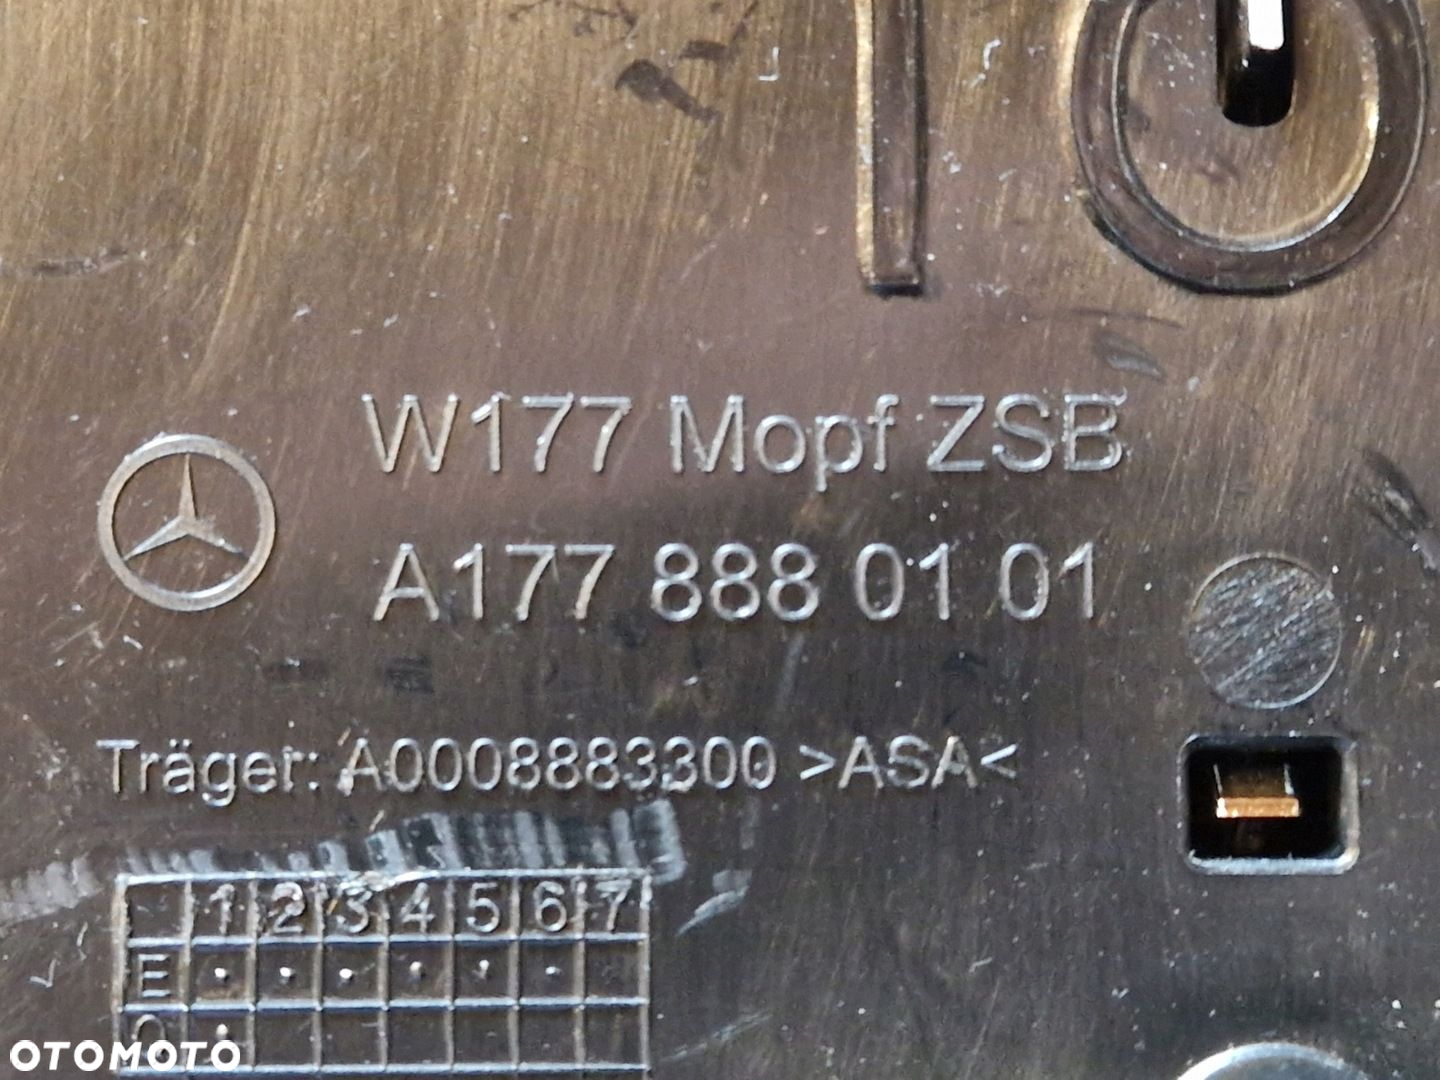 W177 Mopf ZSB
A177 888 01 01
Träger: A0008883300 >ASA<
1 2 3 4 5 6 7
E
OTOMOTO